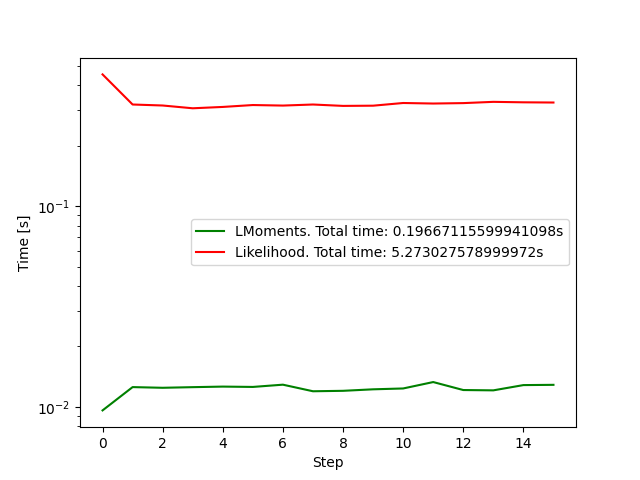 10⁻¹
Time [s]
LMoments. Total time: 0.19667115599941098s
Likelihood. Total time: 5.273027578999972s
10⁻²
0 2 4 6 8 10 12 14
Step